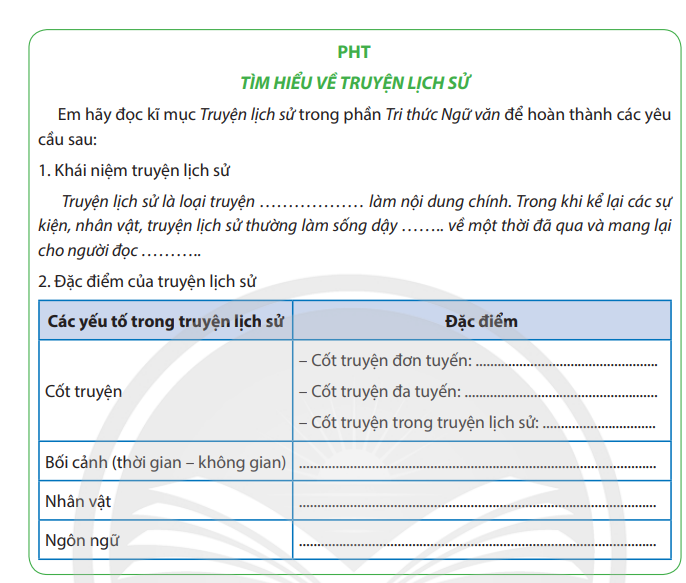 PHT
TÌM HIỂU VỀ TRUYỆN LỊCH SỬ
Em hãy đọc kĩ mục Truyện lịch sử trong phần Tri thức Ngữ văn để hoàn thành các yêu
cầu sau:
1. Khái niệm truyện lịch sử
Truyện lịch sử là loại truyện ……………… làm nội dung chính. Trong khi kể lại các sự
kiện, nhân vật, truyện lịch sử thường làm sống dậy …….. về một thời đã qua và mang lại
cho người đọc ………..
2. Đặc điểm của truyện lịch sử
Các yếu tố trong truyện lịch sử
Đặc điểm
Cốt truyện
– Cốt truyện đơn tuyến: .................................................
– Cốt truyện đa tuyến: ....................................................
– Cốt truyện trong truyện lịch sử: ...............................
Bối cảnh (thời gian – không gian)
................................................................................................
Nhân vật
................................................................................................
Ngôn ngữ
................................................................................................